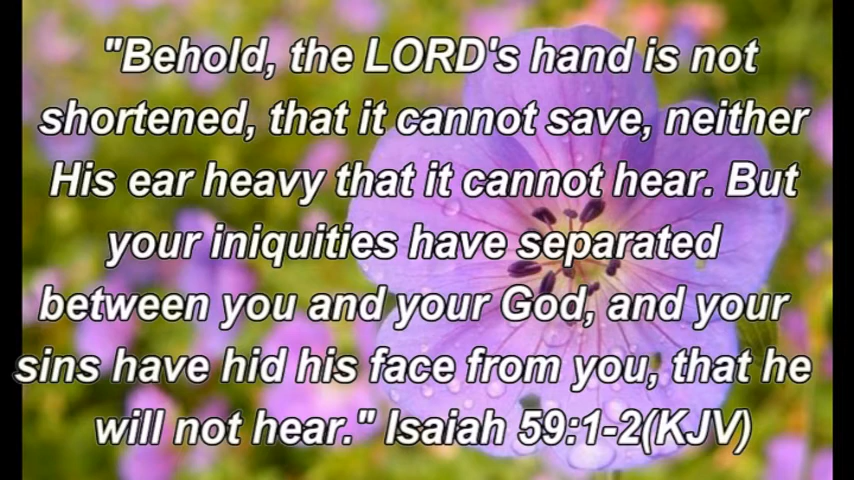 "Behold, the LORD's hand is not
shortened, that it cannot save, neither
His ear heavy that it cannot hear. But
your iniquities have separated
between you and your God, and your
sins have hid his face from you, that he
will not hear." Isaiah 59:1-2(KJV)